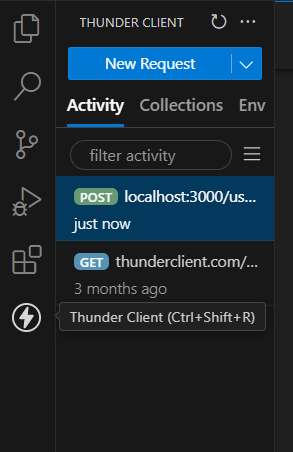 THUNDER CLIENT
New Request
Activity Collections Env
filter activity
POST localhost:3000/us...
just now
GET thunderclient.com/...
3 months ago
Thunder Client (Ctrl+Shift+R)